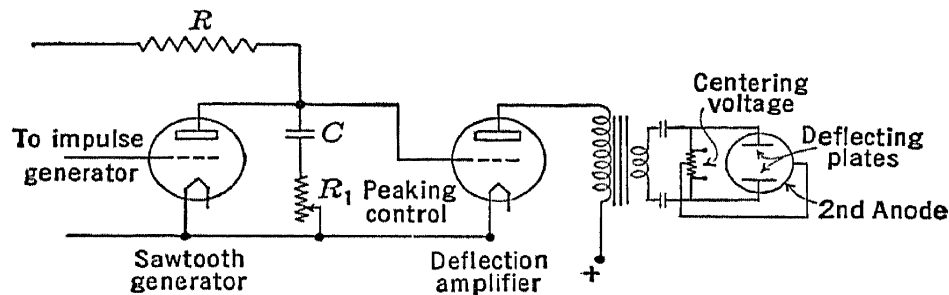 R
To impulse
generator
C
R₁ Peaking
control
Sawtooth
generator
Deflection
amplifier
+
Centering
voltage
Deflecting
plates
2nd Anode